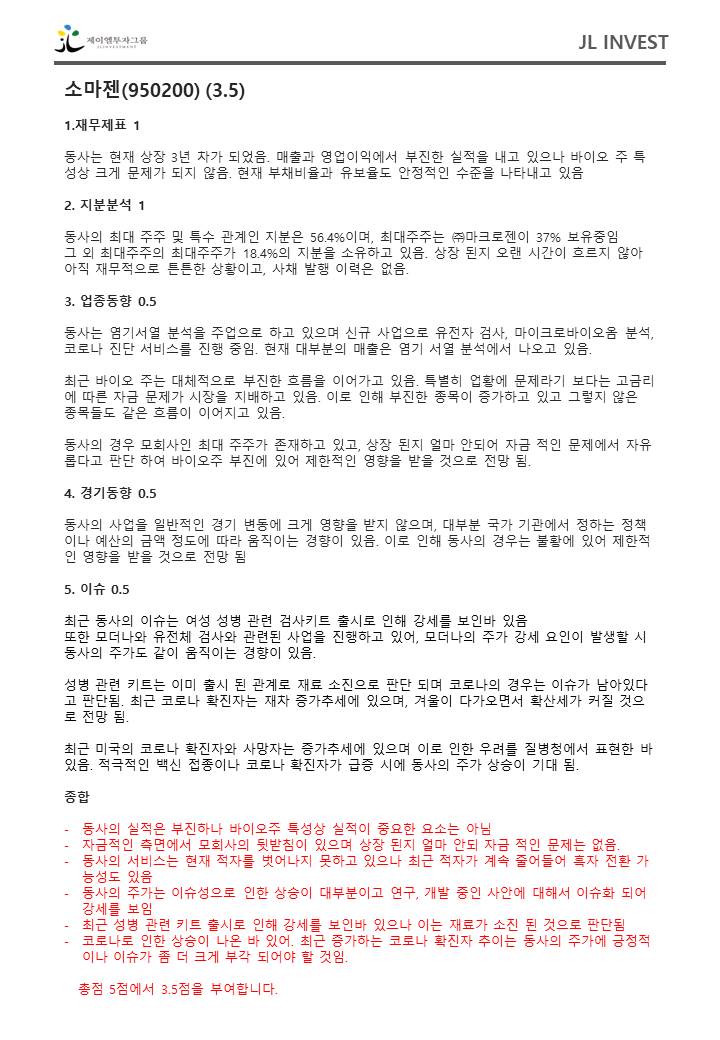 제이엘투자그룹
JLINVESTMENT
JL INVEST
소마젠(950200) (3.5)
1.재무제표 1
동사는 현재 상장 3년 차가 되었음. 매출과 영업이익에서 부진한 실적을 내고 있으나 바이오 주 특
성상 크게 문제가 되지 않음. 현재 부채비율과 유보율도 안정적인 수준을 나타내고 있음
2. 지분분석 1
동사의 최대 주주 및 특수 관계인 지분은 56.4%이며, 최대주주는 ㈜마크로젠이 37% 보유중임
그 외 최대주주의 최대주주가 18.4%의 지분을 소유하고 있음. 상장 된지 오랜 시간이 흐르지 않아
아직 재무적으로 튼튼한 상황이고, 사채 발행 이력은 없음.
3. 업종동향 0.5
동사는 염기서열 분석을 주업으로 하고 있으며 신규 사업으로 유전자 검사, 마이크로바이오옴 분석,
코로나 진단 서비스를 진행 중임. 현재 대부분의 매출은 염기 서열 분석에서 나오고 있음.
최근 바이오 주는 대체적으로 부진한 흐름을 이어가고 있음. 특별히 업황에 문제라기 보다는 고금리
에 따른 자금 문제가 시장을 지배하고 있음. 이로 인해 부진한 종목이 증가하고 있고 그렇지 않은
종목들도 같은 흐름이 이어지고 있음.
동사의 경우 모회사인 최대 주주가 존재하고 있고, 상장 된지 얼마 안되어 자금 적인 문제에서 자유
롭다고 판단 하여 바이오주 부진에 있어 제한적인 영향을 받을 것으로 전망 됨.
4. 경기동향 0.5
동사의 사업을 일반적인 경기 변동에 크게 영향을 받지 않으며, 대부분 국가 기관에서 정하는 정책
이나 예산의 금액 정도에 따라 움직이는 경향이 있음. 이로 인해 동사의 경우는 불황에 있어 제한적
인 영향을 받을 것으로 전망 됨
5. 이슈 0.5
최근 동사의 이슈는 여성 성병 관련 검사키트 출시로 인해 강세를 보인바 있음
또한 모더나와 유전체 검사와 관련된 사업을 진행하고 있어, 모더나의 주가 강세 요인이 발생할 시
동사의 주가도 같이 움직이는 경향이 있음.
성병 관련 키트는 이미 출시 된 관계로 재료 소진으로 판단 되며 코로나의 경우는 이슈가 남아있다
고 판단됨. 최근 코로나 확진자는 재차 증가추세에 있으며, 겨울이 다가오면서 확산세가 커질 것으
로 전망 됨.
최근 미국의 코로나 확진자와 사망자는 증가추세에 있으며 이로 인한 우려를 질병청에서 표현한 바
있음. 적극적인 백신 접종이나 코로나 확진자가 급증 시에 동사의 주가 상승이 기대 됨.
종합
- 동사의 실적은 부진하나 바이오주 특성상 실적이 중요한 요소는 아님
- 자금적인 측면에서 모회사의 뒷받침이 있으며 상장 된지 얼마 안되 자금 적인 문제는 없음.
- 동사의 서비스는 현재 적자를 벗어나지 못하고 있으나 최근 적자가 계속 줄어들어 흑자 전환 가
능성도 있음
- 동사의 주가는 이슈성으로 인한 상승이 대부분이고 연구, 개발 중인 사안에 대해서 이슈화 되어
강세를 보임
- 최근 성병 관련 키트 출시로 인해 강세를 보인바 있으나 이는 재료가 소진 된 것으로 판단됨
- 코로나로 인한 상승이 나온 바 있어. 최근 증가하는 코로나 확진자 추이는 동사의 주가에 긍정적
이나 이슈가 좀 더 크게 부각 되어야 할 것임.
총점 5점에서 3.5점을 부여합니다.